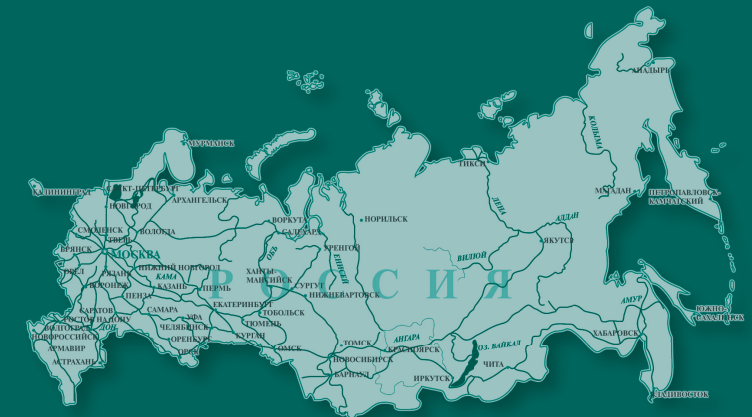 АНАДЫРЬ
КОЛЫМА
МУРМАНСК
ТИКСИ
КАЛИНИНГРАД
САНКТ-ПЕТЕРБУРГ
МАГАДАН
ПЕТРОПАВЛОВСК-
КАМЧАТСКИЙ
АРХАНГЕЛЬСК
НОВГОРОД
ЛЕНА
АЛДАН
ВОРКУТА
НОРИЛЬСК
СМОЛЕНСК
ВОЛОГДА
САЛЕХАРД
ТВЕРЬ
ЯКУТСК
БРЯНСК
МОСКВА
ОБЬ
УРЕНГОЙ
ЕНИСЕЙ
ВИЛЮЙ
ОРЕЛ
РЯЗАНЬ
НИЖНИЙ НОВГОРОД
КАМА
ХАНТЫ-
МАНСИЙСК
РОССИЯ
ВОРОНЕЖ
КАЗАНЬ
ПЕРМЬ
СУРГУТ
ПЕНЗА
НИЖНЕВАРТОВСК
АМУР
САРАТОВ
САМАРА
ЕКАТЕРИНБУРГ
ТОБОЛЬСК
ЮЖНО-
САХАЛИНСК
РОСТОВ НА ДОНУ
УФА
ТЮМЕНЬ
ВОЛГОГРАД
ДОН
ЧЕЛЯБИНСК
ХАБАРОВСК
НОВОРОССИЙСК
ОРЕНБУРГ
КУРГАН
АНГАРА
ОЗ. БАЙКАЛ
АРМАВИР
ОРСК
ОМСК
ТОМСК
КРАСНОЯРСК
АСТРАХАНЬ
НОВОСИБИРСК
ЧИТА
БАРНАУЛ
ИРКУТСК
ВЛАДИВОСТОК